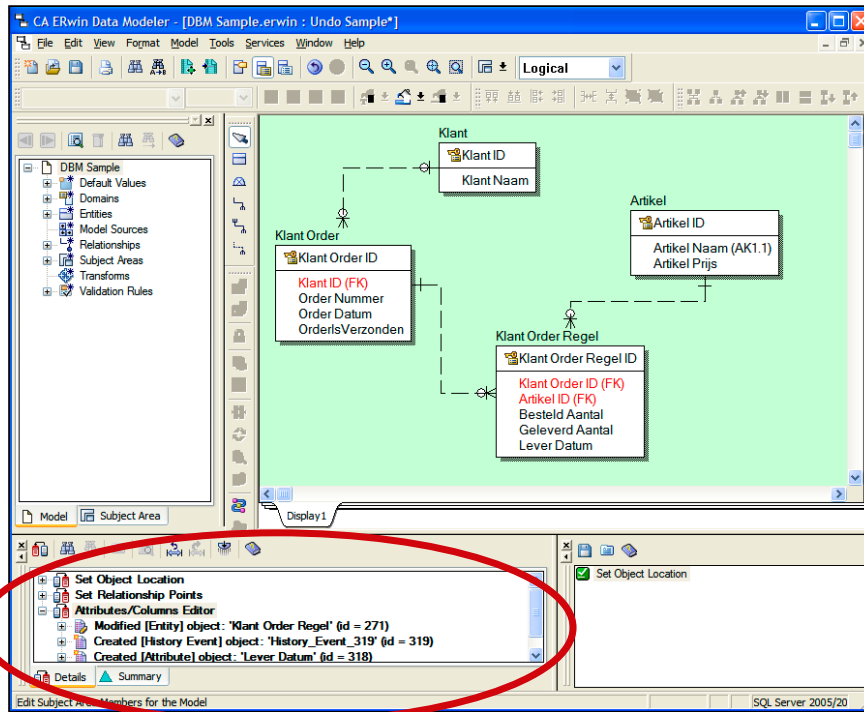 CA ERwin Data Modeler - [DBM Sample.erwin : Undo Sample*]
File Edit View Format Model Tools Services Window Help
Logical
DBM Sample
Default Values
Domains
Entities
Model Sources
Relationships
Subject Areas
Transforms
Validation Rules
Model Subject Area
Klant
Klant ID
Klant Naam
Artikel
Artikel ID
Artikel Naam (AK1.1)
Artikel Prijs
Klant Order
Klant Order ID
Klant ID (FK)
Order Nummer
Order Datum
OrderIsVerzonden
Klant Order Regel
Klant Order Regel ID
Klant Order ID (FK)
Artikel ID (FK)
Besteld Aantal
Geleverd Aantal
Lever Datum
Display1
Set Object Location
Set Relationship Points
Attributes/Columns Editor
Modified [Entity] object: 'Klant Order Regel' (id = 271)
Created [History Event] object: 'History_Event_319' (id = 319)
Created [Attribute] object: 'Lever Datum' (id = 318)
Details Summary
Set Object Location
Edit Subject Area Members for the Model
SQL Server 2005/20